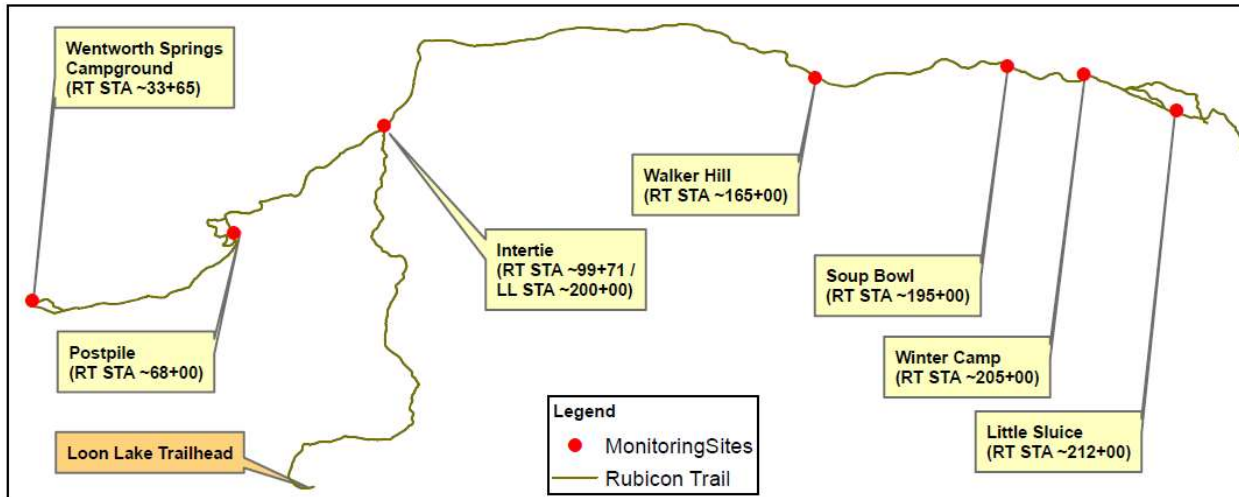 Wentworth Springs
Campground
(RT STA ~33+65)
Walker Hill
(RT STA ~165+00)
Intertie
(RT STA ~99+71 /
LL STA ~200+00)
Soup Bowl
(RT STA ~195+00)
Postpile
(RT STA ~68+00)
Winter Camp
(RT STA ~205+00)
Little Sluice
(RT STA ~212+00)
Loon Lake Trailhead
Legend
MonitoringSites
Rubicon Trail